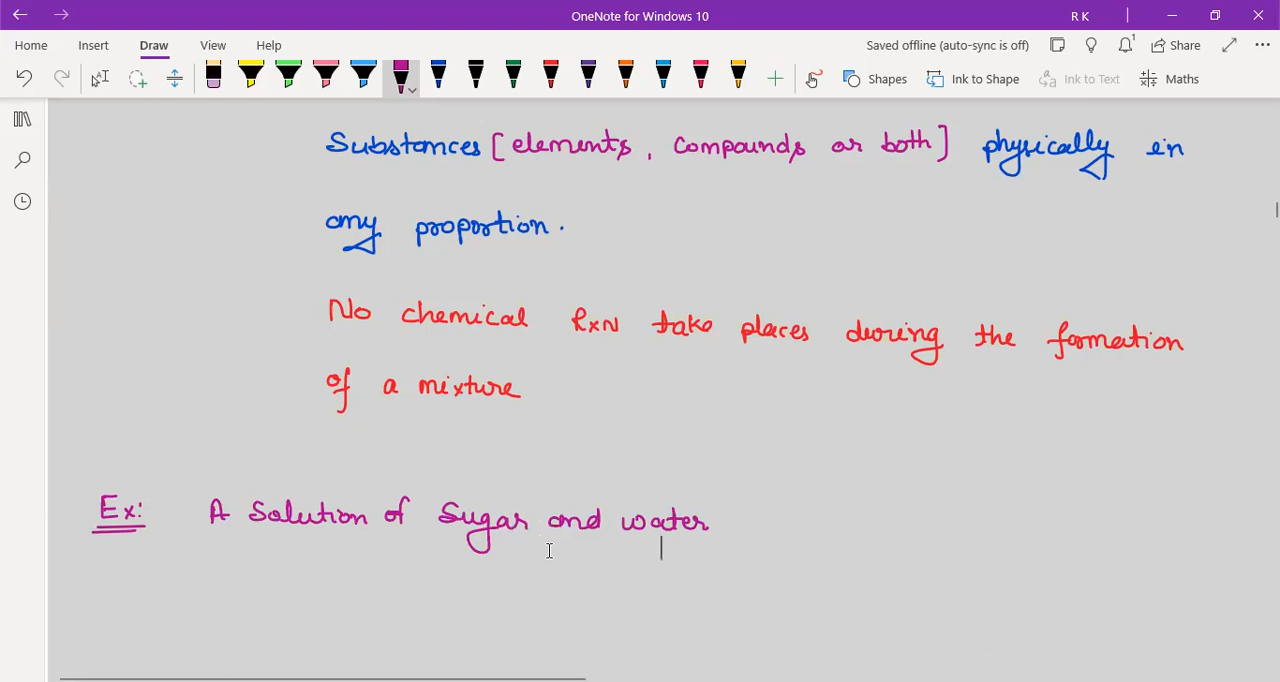 OneNote for Windows 10
R K
Home Insert Draw View Help
Saved offline (auto-sync is off)
Share
Shapes
Ink to Shape
Ink to Text
Maths
Substances [elements, compounds or both] physically in
any proportion.
No chemical RxN take places during the formation
of a mixture
Ex: A solution of sugar and water